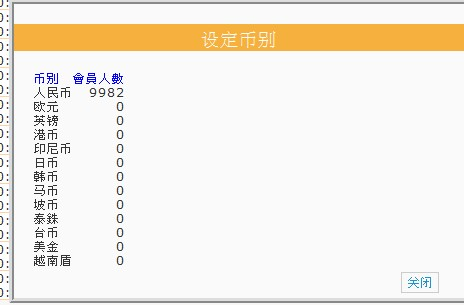 设定币别
币别 會員人數
人民币 9982
欧元 0
英镑 0
港币 0
印尼币 0
日币 0
韩币 0
马币 0
坡币 0
泰銖 0
台币 0
美金 0
越南盾 0
关闭